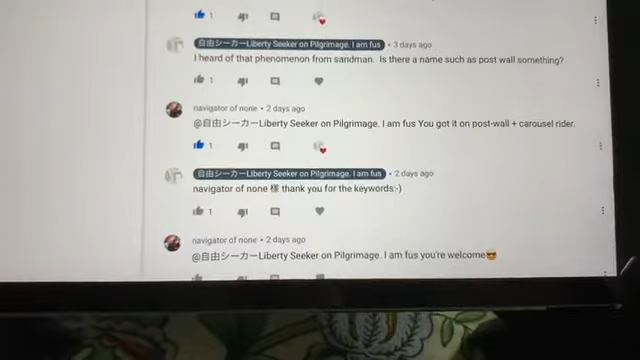 1
自由シーカーLiberty Seeker on Pilgrimage. I am fus • 3 days ago
I heard of that phenomenon from sandman. Is there a name such as post wall something?
1
navigator of none • 2 days ago
@自由シーカーLiberty Seeker on Pilgrimage. I am fus You got it on post-wall + carousel rider.
1
自由シーカーLiberty Seeker on Pilgrimage. I am fus • 2 days ago
navigator of none 様 thank you for the keywords:-)
1
navigator of none • 2 days ago
@自由シーカーLiberty Seeker on Pilgrimage. I am fus you're welcome😎